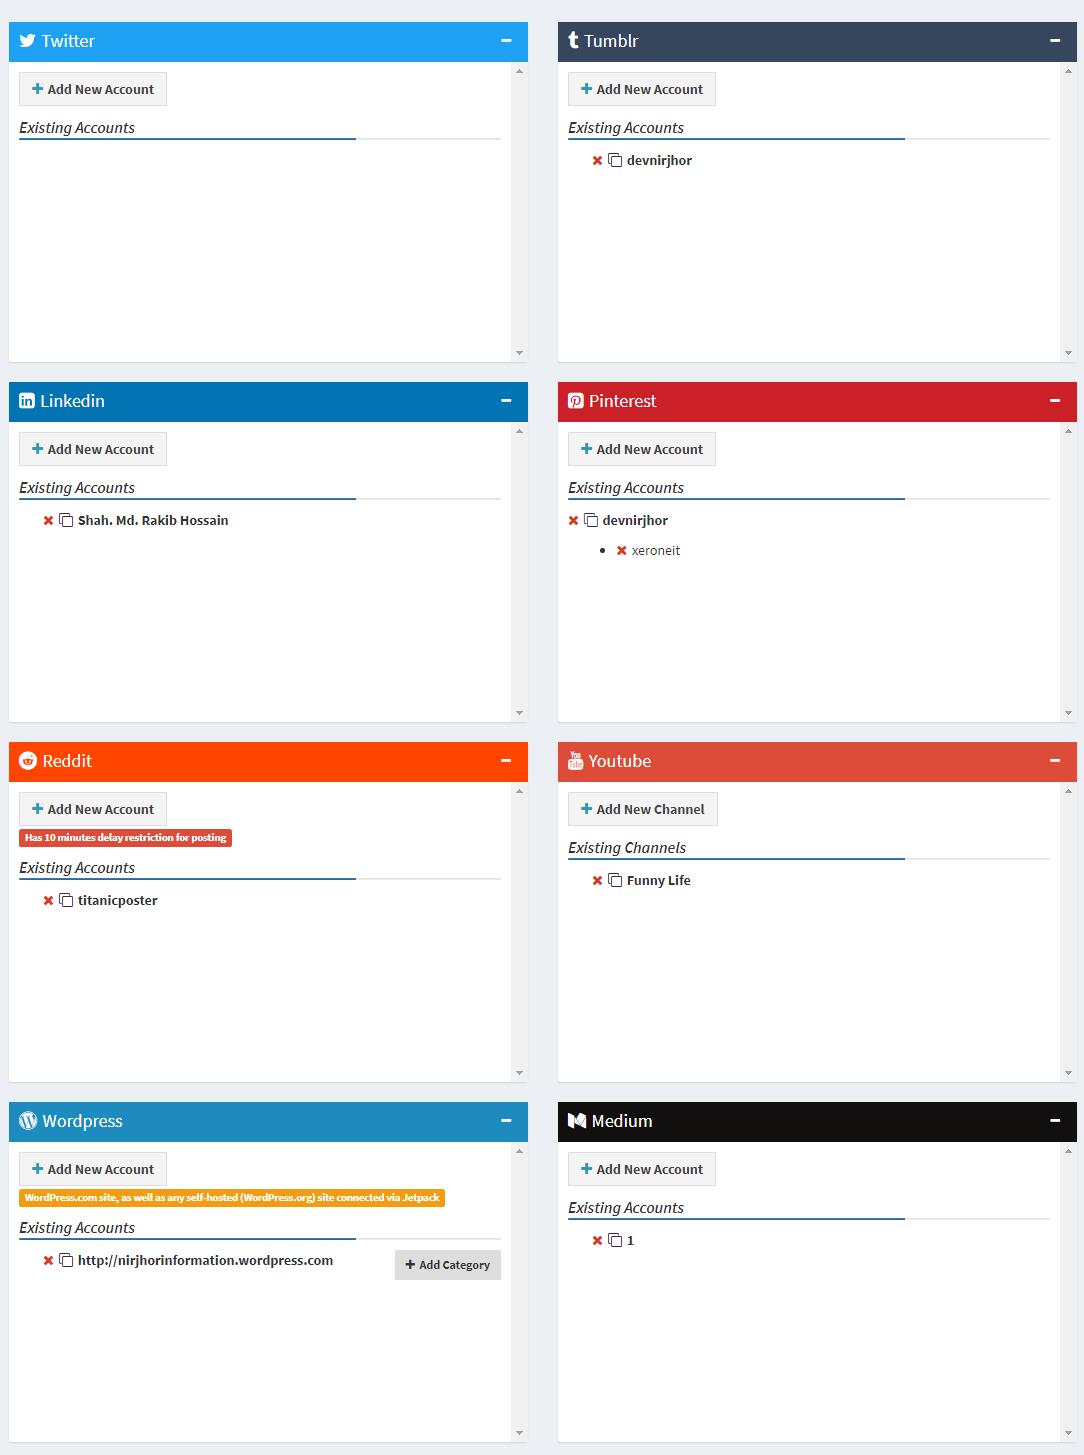 Twitter
Add New Account
Existing Accounts
Tumblr
Add New Account
Existing Accounts
devnirjhor
Linkedin
Add New Account
Existing Accounts
Shah. Md. Rakib Hossain
Pinterest
Add New Account
Existing Accounts
devnirjhor
xeroneit
Reddit
Add New Account
Has 10 minutes delay restriction for posting
Existing Accounts
titanicposter
You
Tube
Youtube
Add New Channel
Existing Channels
Funny Life
Wordpress
Add New Account
WordPress.com site, as well as any self-hosted (WordPress.org) site connected via Jetpack
Existing Accounts
http://nirjhorinformation.wordpress.com
Add Category
Medium
Add New Account
Existing Accounts
1